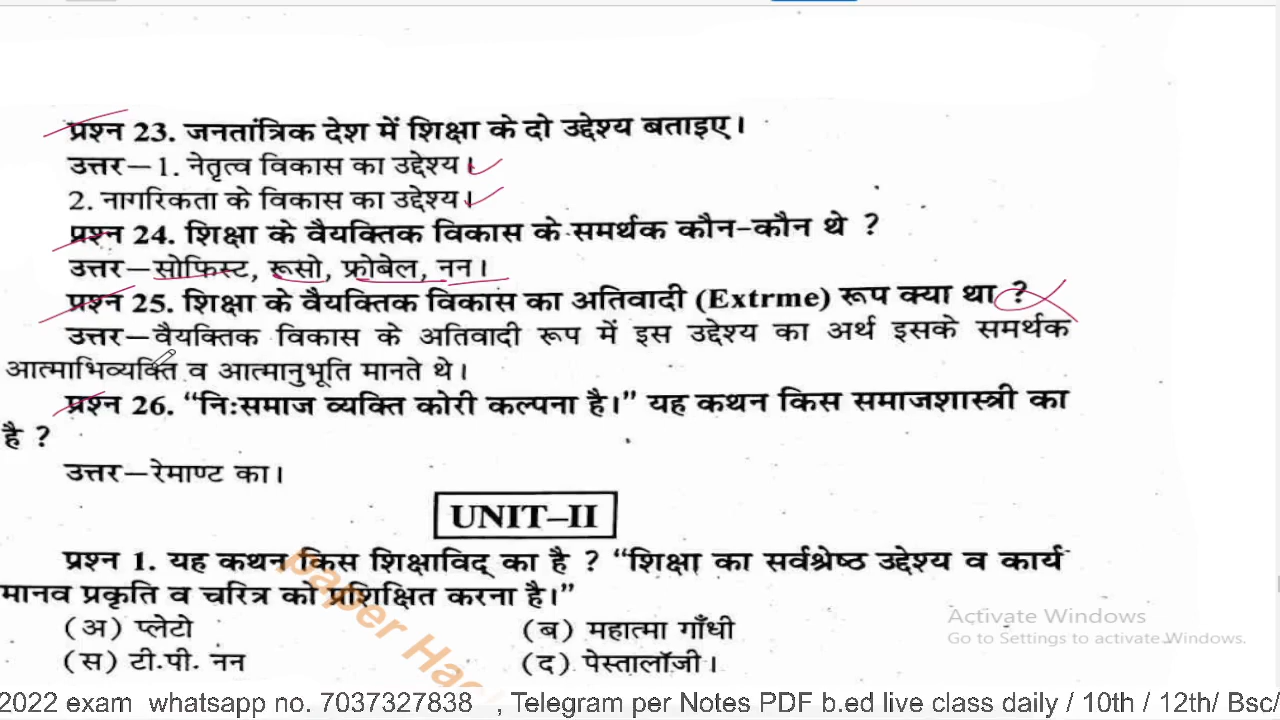 प्रश्न 23. जनतांत्रिक देश में शिक्षा के दो उद्देश्य बताइए।
उत्तर—1. नेतृत्व विकास का उद्देश्य।
2. नागरिकता के विकास का उद्देश्य।
प्रश्न 24. शिक्षा के वैयक्तिक विकास के समर्थक कौन-कौन थे ?
उत्तर—सोफिस्ट, रूसो, फ्रोबेल, नन।
प्रश्न 25. शिक्षा के वैयक्तिक विकास का अतिवादी (Extrme) रूप क्या था ?
उत्तर—वैयक्तिक विकास के अतिवादी रूप में इस उद्देश्य का अर्थ इसके समर्थक
आत्माभिव्यक्ति व आत्मानुभूति मानते थे।
प्रश्न 26. “निःसमाज व्यक्ति कोरी कल्पना है।” यह कथन किस समाजशास्त्री का
है ?
उत्तर—रेमाण्ट का।
UNIT–II
प्रश्न 1. यह कथन किस शिक्षाविद् का है ? “शिक्षा का सर्वश्रेष्ठ उद्देश्य व कार्य
मानव प्रकृति व चरित्र को प्रशिक्षित करना है।”
(अ) प्लेटो (ब) महात्मा गाँधी
(स) टी.पी. नन (द) पेस्तालॉजी।
paper Hac
Activate Windows
Go to Settings to activate Windows.
2022 exam whatsapp no. 7037327838 , Telegram per Notes PDF b.ed live class daily / 10th / 12th/ Bsc/